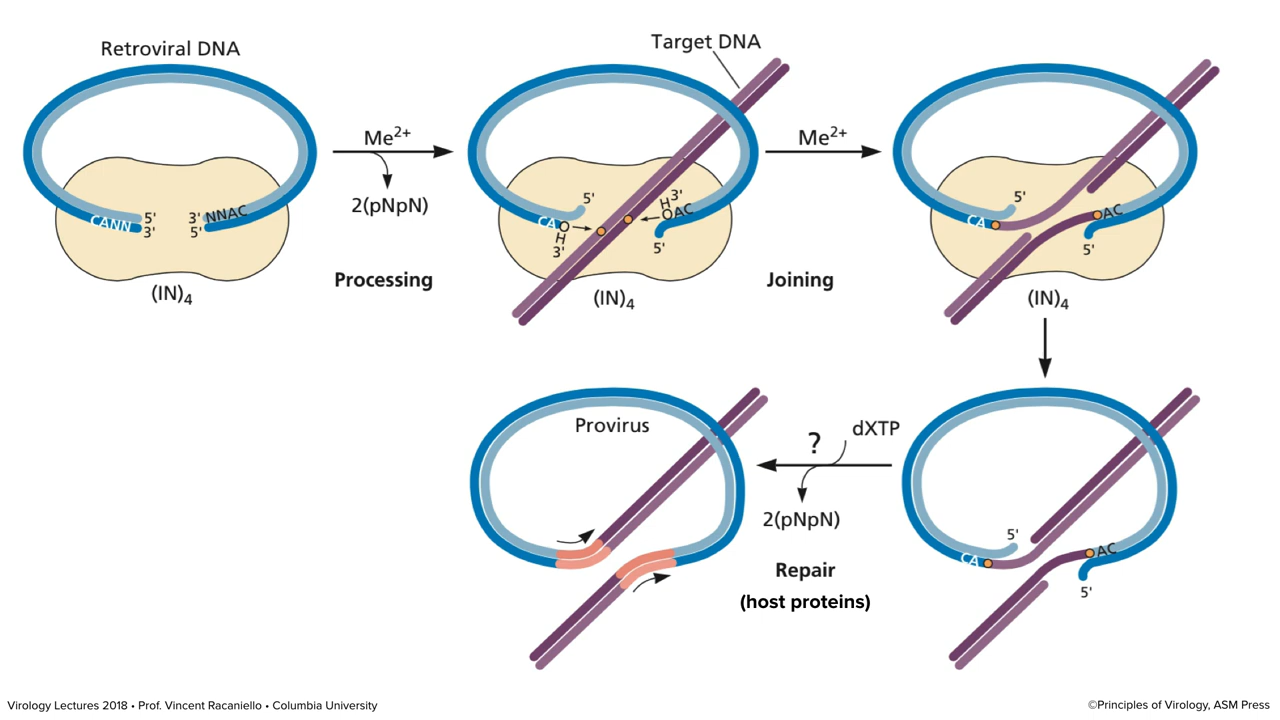 Retroviral DNA
CANN
5'
3'
3'
NNAC
5'
(IN)4
Me2+
2(pNpN)
Processing
Target DNA
5'
CA
H
3'
H
3'
AC
5'
(IN)4
Me2+
Joining
5'
CA
AC
5'
(IN)4
Provirus
?
dXTP
2(pNpN)
Repair
(host proteins)
5'
CA
AC
5'
Virology Lectures 2018 • Prof. Vincent Racaniello • Columbia University
©Principles of Virology, ASM Press